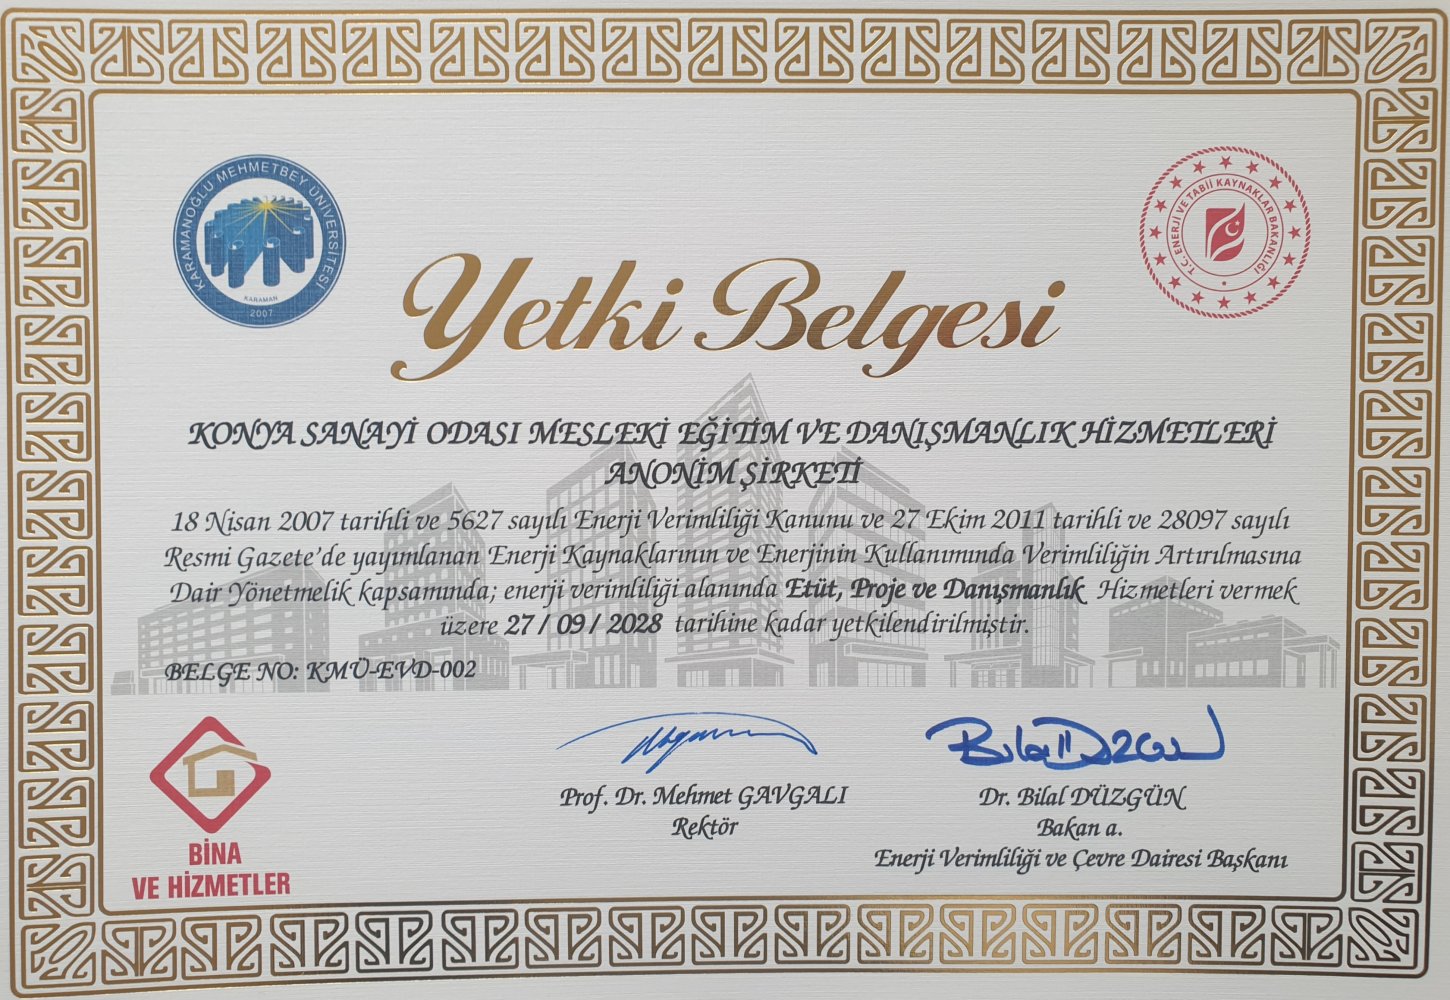 KARAMANOĞLU MEHMETBEY ÜNİVERSİTESİ
KARAMAN
2007
T.C. ENERJİ VE TABİİ KAYNAKLAR BAKANLIĞI
Yetki Belgesi
KONYA SANAYİ ODASI MESLEKİ EĞİTİM VE DANIŞMANLIK HİZMETLERİ
ANONİM ŞİRKETİ
18 Nisan 2007 tarihli ve 5627 sayılı Enerji Verimliliği Kanunu ve 27 Ekim 2011 tarihli ve 28097 sayılı
Resmi Gazete'de yayımlanan Enerji Kaynaklarının ve Enerjinin Kullanımında Verimliliğin Artırılmasına
Dair Yönetmelik kapsamında; enerji verimliliği alanında Etüt, Proje ve Danışmanlık Hizmetleri vermek
üzere 27 / 09 / 2028 tarihine kadar yetkilendirilmiştir.
BELGE NO: KMÜ-EVD-002
Bilal DÜZGÜN
Prof. Dr. Mehmet GAVGALI
Rektör
Dr. Bilal DÜZGÜN
Bakan a.
Enerji Verimliliği ve Çevre Dairesi Başkanı
BİNA
VE HİZMETLER